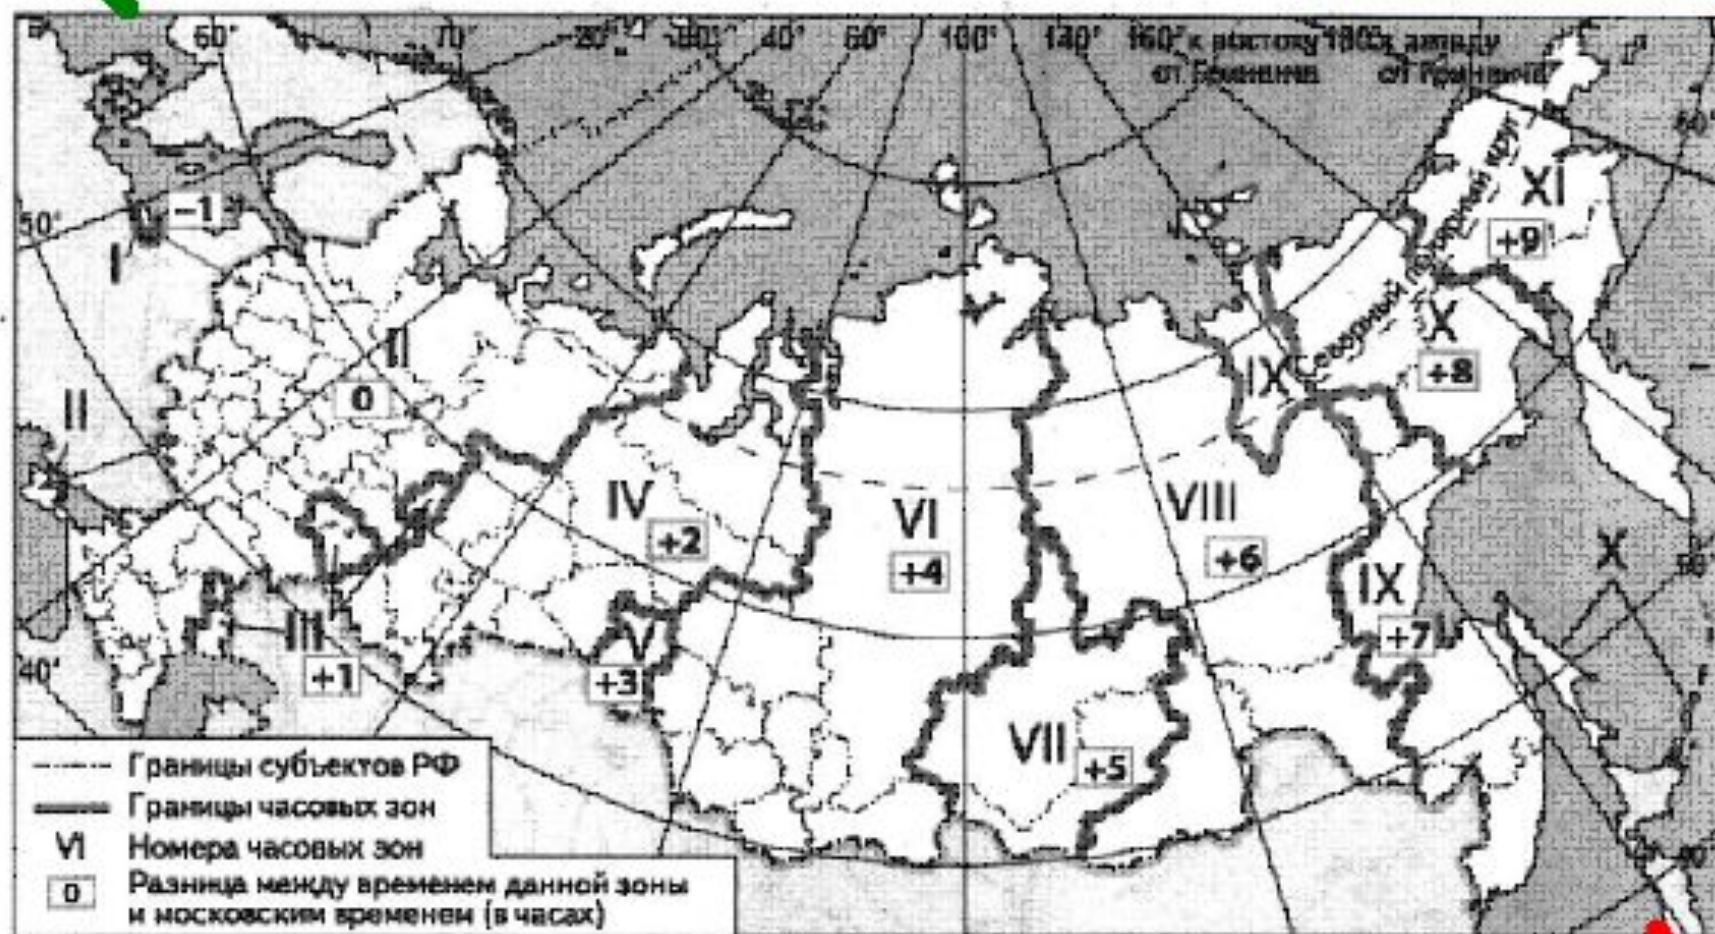 60° 70° 20° 30° 40° 60° 100° 140° 160° к востоку 180° к западу
от Гринвича от Гринвича
60°
Северный полярный круг
XI
+9
50°
-1
I
II
0
II
X
+8
IX
IV
+2
VI
+4
VIII
+6
X
IX
+7
III
+1
V
+3
40°
VII
+5
Границы субъектов РФ
Границы часовых зон
VI Номера часовых зон
0 Разница между временем данной зоны
и московским временем (в часах)